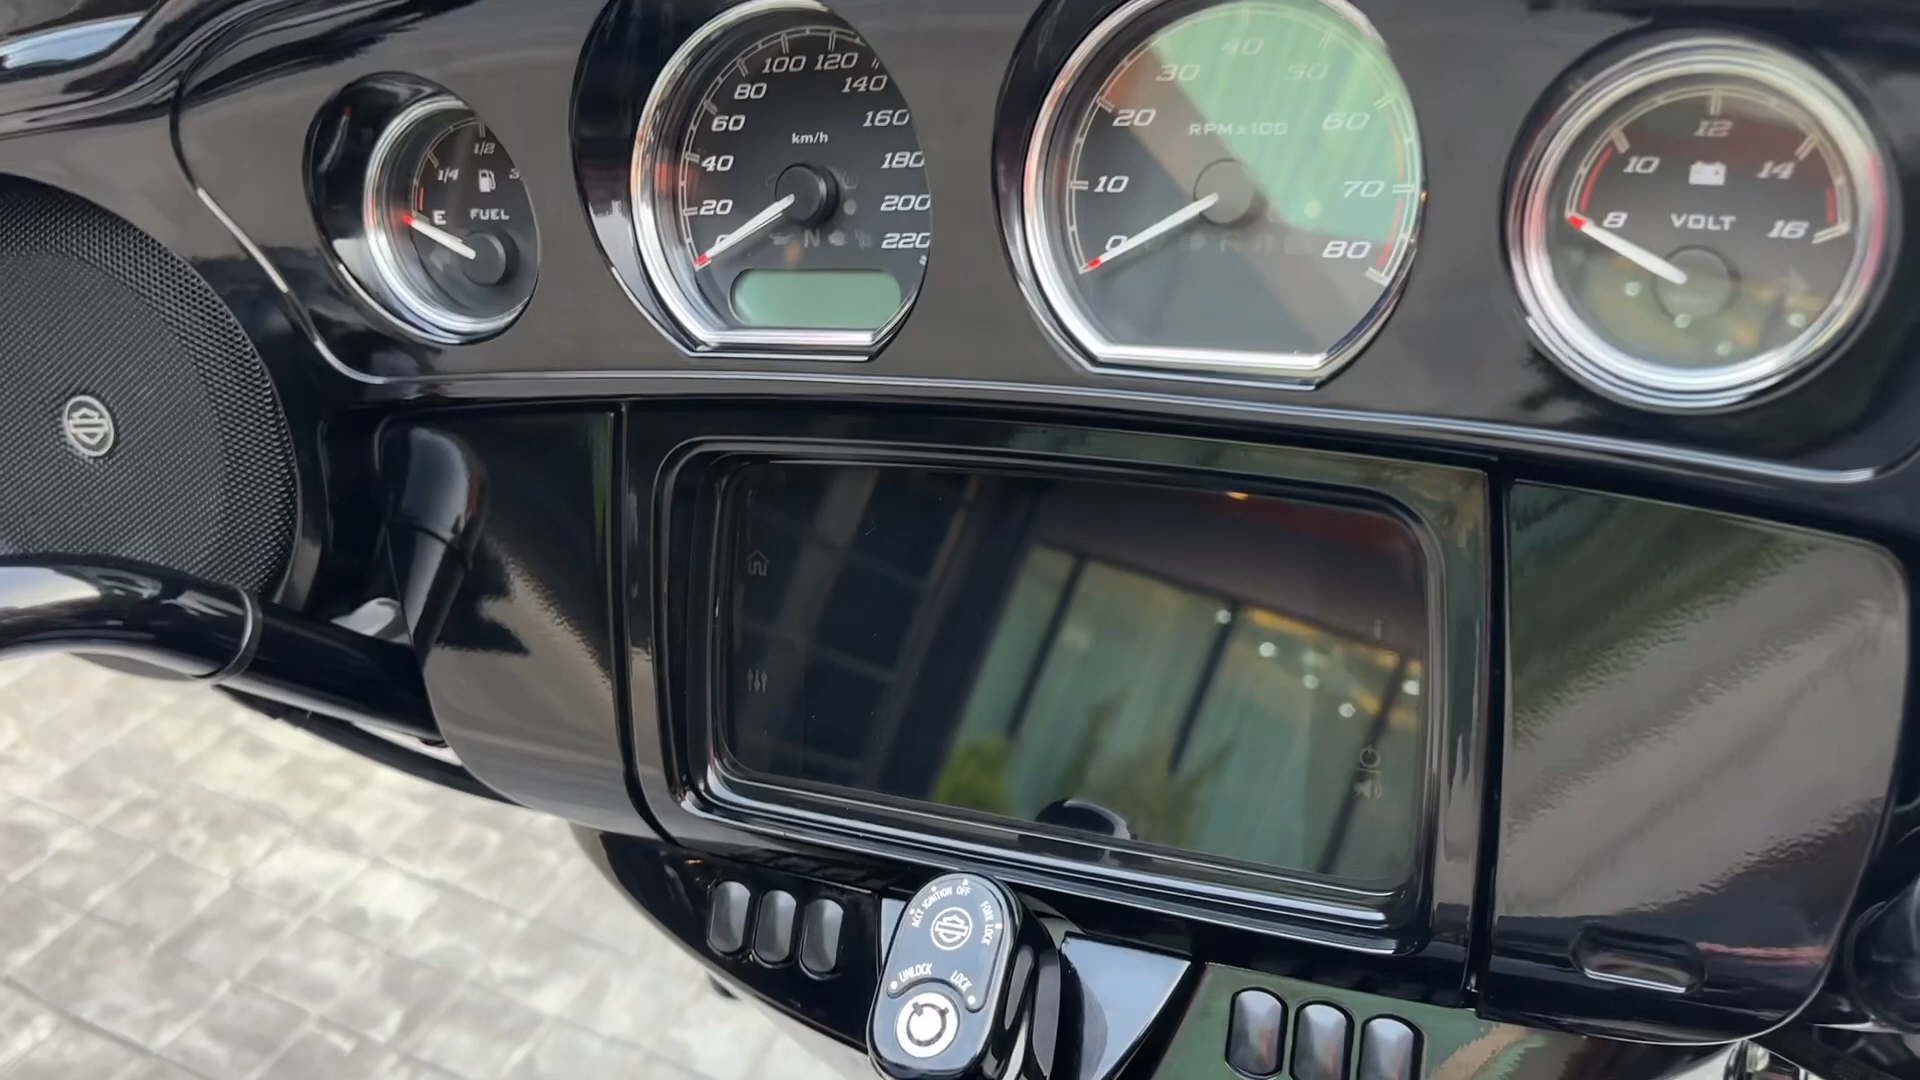 1/2
1/4
3
E FUEL
100 120
80 140
60 160
km/h
40 180
20 200
N
220
40
30 50
20 60
RPM x100
10 70
0 80
12
10 14
8 VOLT 16
ACCY IGNITION OFF FORK LOCK
UNLOCK LOCK